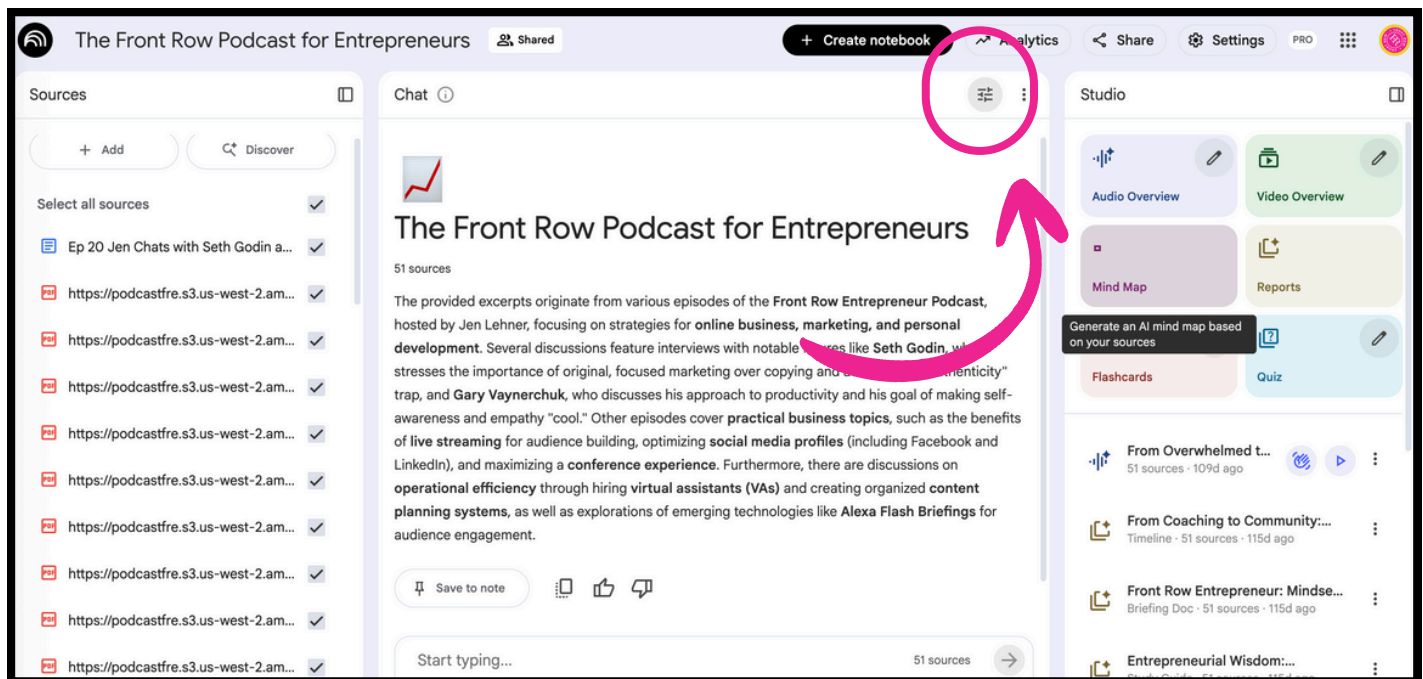 The Front Row Podcast for Entrepreneurs
Shared
+ Create notebook
Analytics
Share
Settings
PRO
Sources
+ Add
Discover
Select all sources
Ep 20 Jen Chats with Seth Godin a...
https://podcastfre.s3.us-west-2.am...
https://podcastfre.s3.us-west-2.am...
https://podcastfre.s3.us-west-2.am...
https://podcastfre.s3.us-west-2.am...
https://podcastfre.s3.us-west-2.am...
https://podcastfre.s3.us-west-2.am...
https://podcastfre.s3.us-west-2.am...
https://podcastfre.s3.us-west-2.am...
https://podcastfre.s3.us-west-2.am...
Chat
The Front Row Podcast for Entrepreneurs
51 sources
The provided excerpts originate from various episodes of the Front Row Entrepreneur Podcast,
hosted by Jen Lehner, focusing on strategies for online business, marketing, and personal
development. Several discussions feature interviews with notable figures like Seth Godin,
stresses the importance of original, focused marketing over copying and
trap, and Gary Vaynerchuk, who discusses his approach to productivity and his goal of making self-
awareness and empathy "cool." Other episodes cover practical business topics, such as the benefits
of live streaming for audience building, optimizing social media profiles (including Facebook and
LinkedIn), and maximizing a conference experience. Furthermore, there are discussions on
operational efficiency through hiring virtual assistants (VAs) and creating organized content
planning systems, as well as explorations of emerging technologies like Alexa Flash Briefings for
audience engagement.
Save to note
Start typing...
51 sources
Studio
Audio Overview
Video Overview
Mind Map
Reports
Generate an AI mind map based
on your sources
Flashcards
Quiz
From Overwhelmed t...
51 sources · 109d ago
From Coaching to Community:...
Timeline · 51 sources · 115d ago
Front Row Entrepreneur: Mindse...
Briefing Doc · 51 sources · 115d ago
Entrepreneurial Wisdom:...